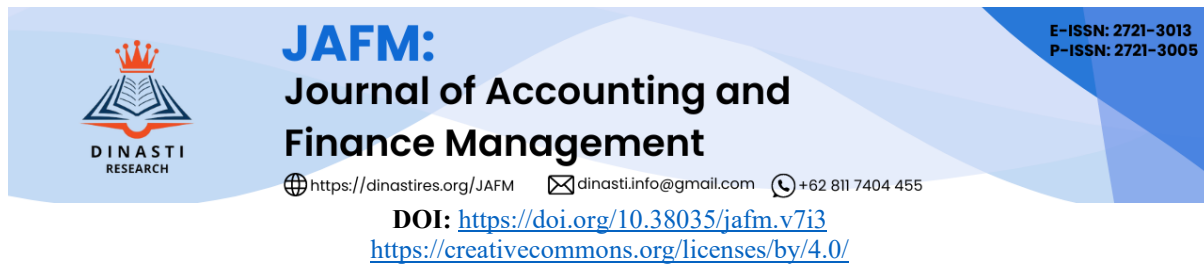 JAFM:
E-ISSN: 2721-3013
P-ISSN: 2721-3005
Journal of Accounting and
Finance Management
DINASTI
RESEARCH
https://dinastires.org/JAFM dinasti.info@gmail.com +62 811 7404 455
DOI: https://doi.org/10.38035/jafm.v7i3
https://creativecommons.org/licenses/by/4.0/